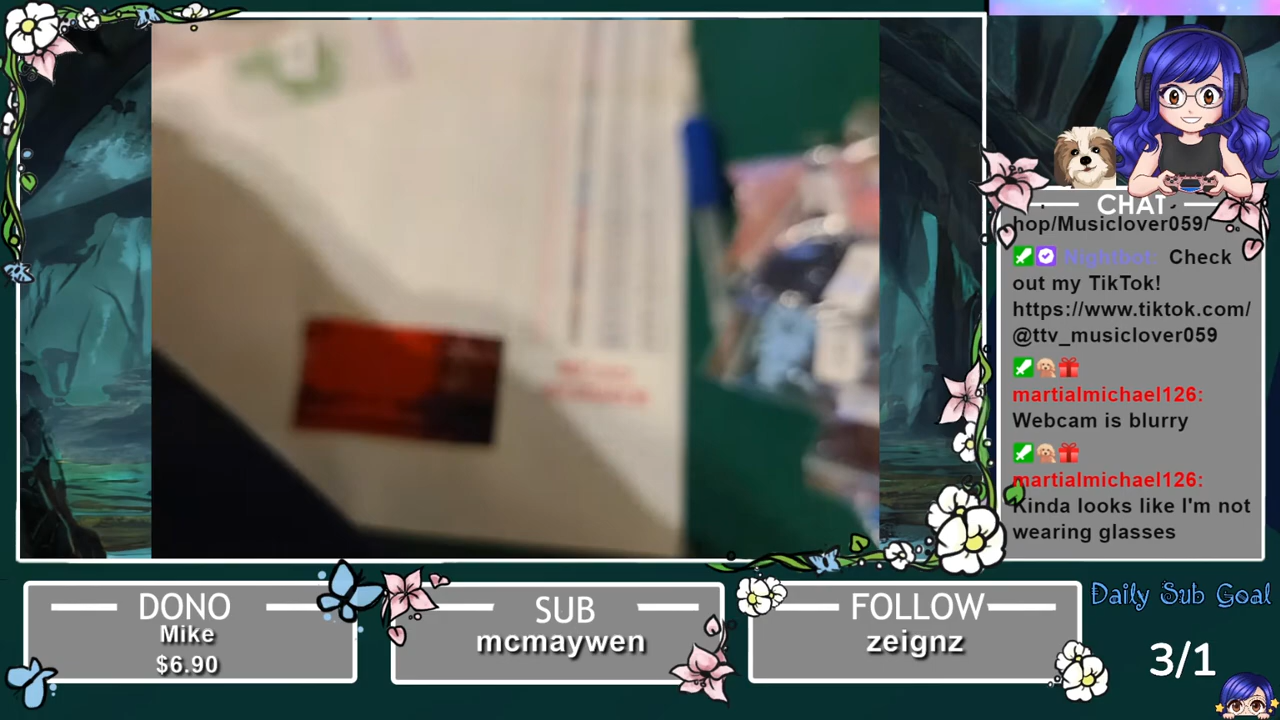 CHAT
hop/Musiclover059/
Nightbot: Check
out my TikTok!
https://www.tiktok.com/
@ttv_musiclover059
martialmichael126:
Webcam is blurry
martialmichael126:
Kinda looks like I'm not
wearing glasses
DONO
Mike
$6.90
SUB
mcmaywen
FOLLOW
zeignz
Daily Sub Goal
3/1